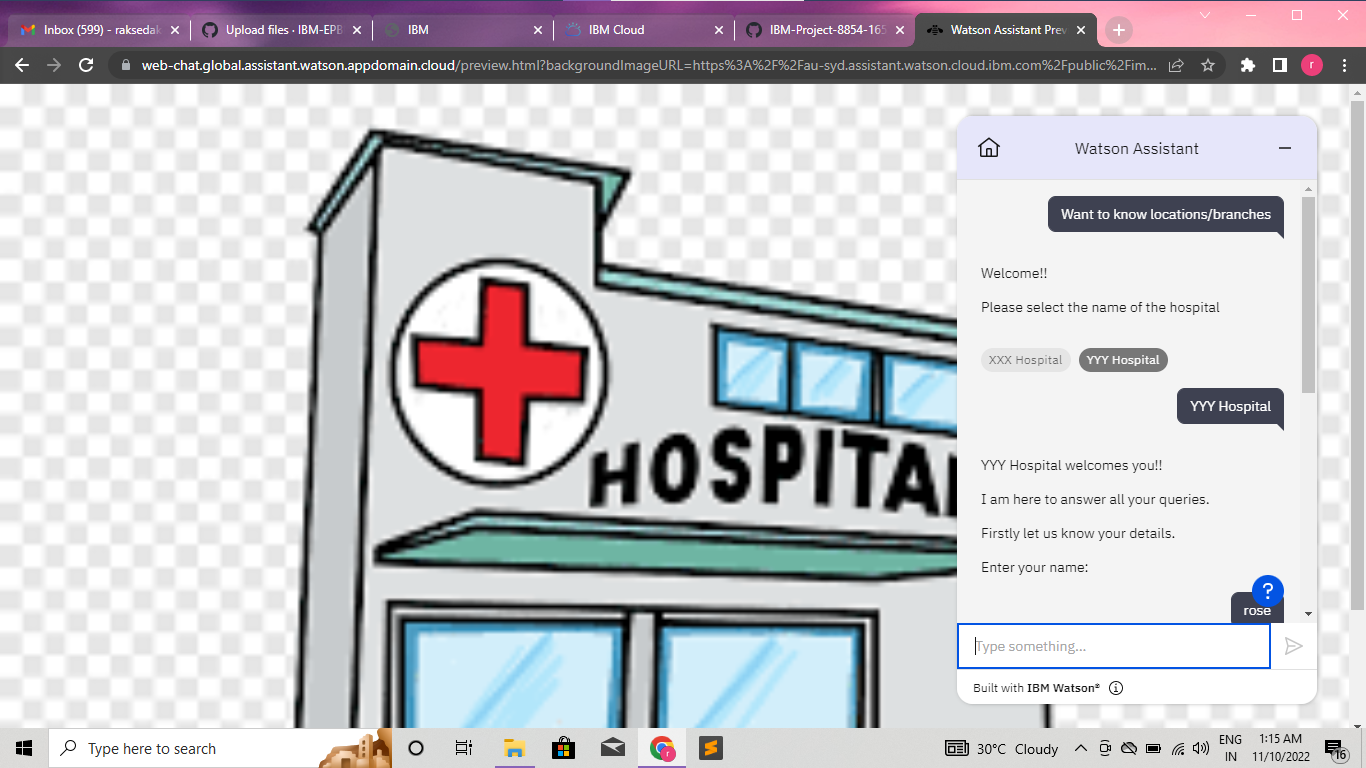 Inbox (599) - raksedak
Upload files · IBM-EPB
IBM
IBM Cloud
IBM-Project-8854-165
Watson Assistant Prev
web-chat.global.assistant.watson.appdomain.cloud/preview.html?backgroundImageURL=https%3A%2F%2Fau-syd.assistant.watson.cloud.ibm.com%2Fpublic%2Fim...
r
HOSPITAL
Watson Assistant
Want to know locations/branches
Welcome!!
Please select the name of the hospital
XXX Hospital
YYY Hospital
YYY Hospital
YYY Hospital welcomes you!!
I am here to answer all your queries.
Firstly let us know your details.
Enter your name:
?
rose
Type something...
Built with IBM Watson®
Type here to search
r
30°C Cloudy
ENG
IN
1:15 AM
11/10/2022
16